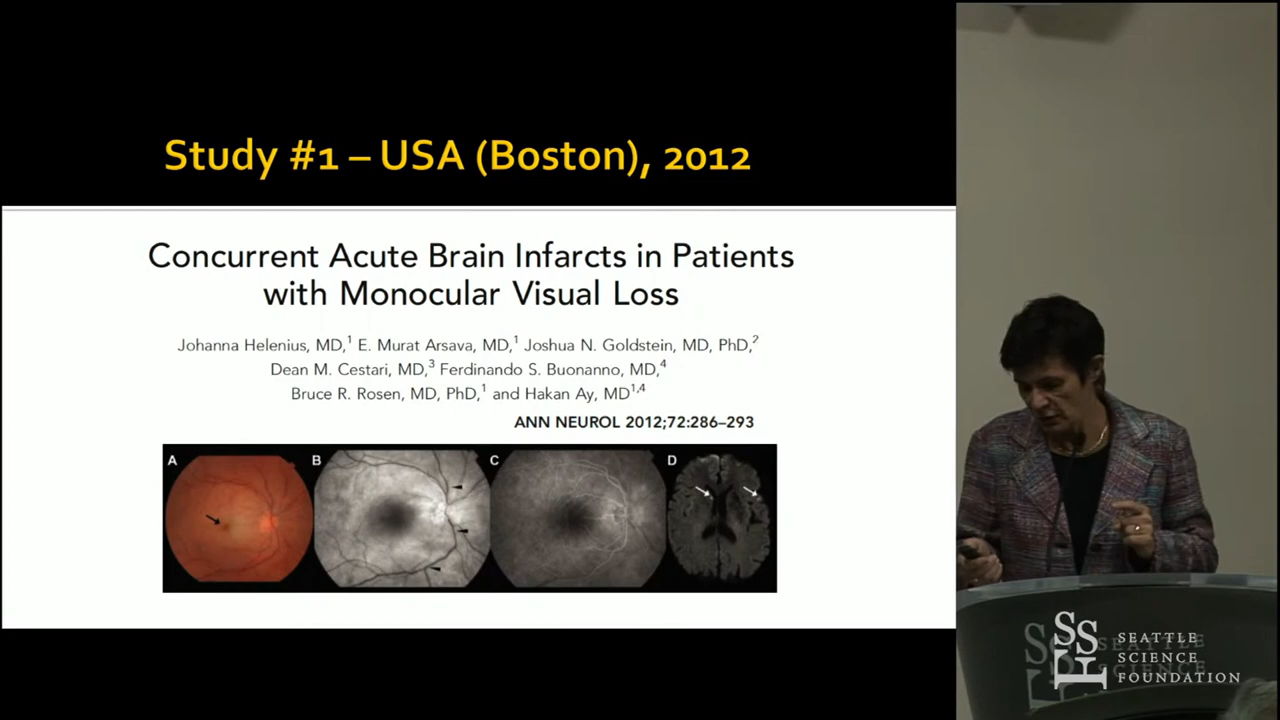 Study #1 – USA (Boston), 2012
Concurrent Acute Brain Infarcts in Patients
with Monocular Visual Loss
Johanna Helenius, MD,¹ E. Murat Arsava, MD,¹ Joshua N. Goldstein, MD, PhD,²
Dean M. Cestari, MD,³ Ferdinando S. Buonanno, MD,⁴
Bruce R. Rosen, MD, PhD,¹ and Hakan Ay, MD¹,⁴
ANN NEUROL 2012;72:286–293
A B C D
SSF
SEATTLE
SCIENCE
FOUNDATION